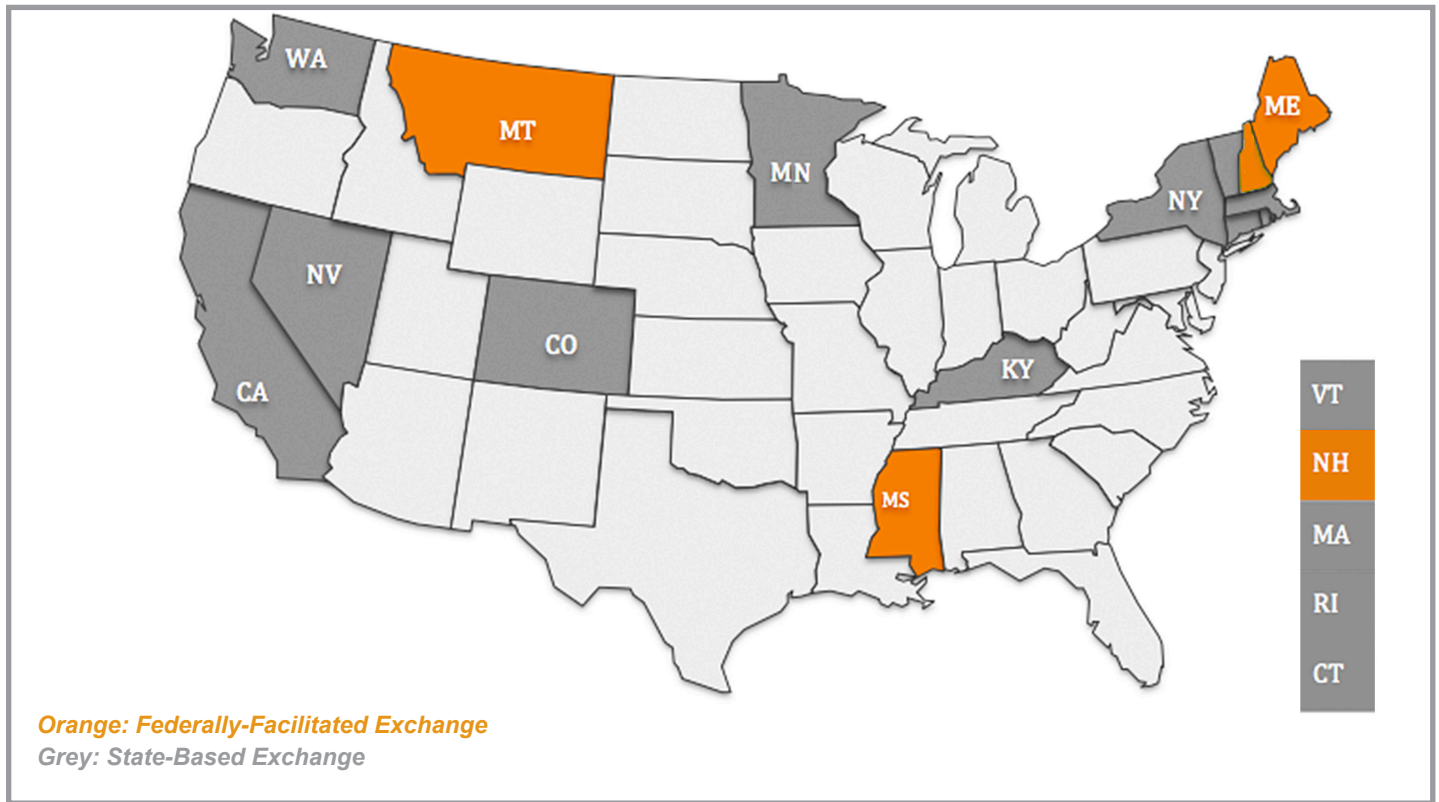 WA
MT
ME
MN
NY
NV
CO
KY
CA
MS
VT
NH
MA
RI
CT
Orange: Federally-Facilitated Exchange
Grey: State-Based Exchange